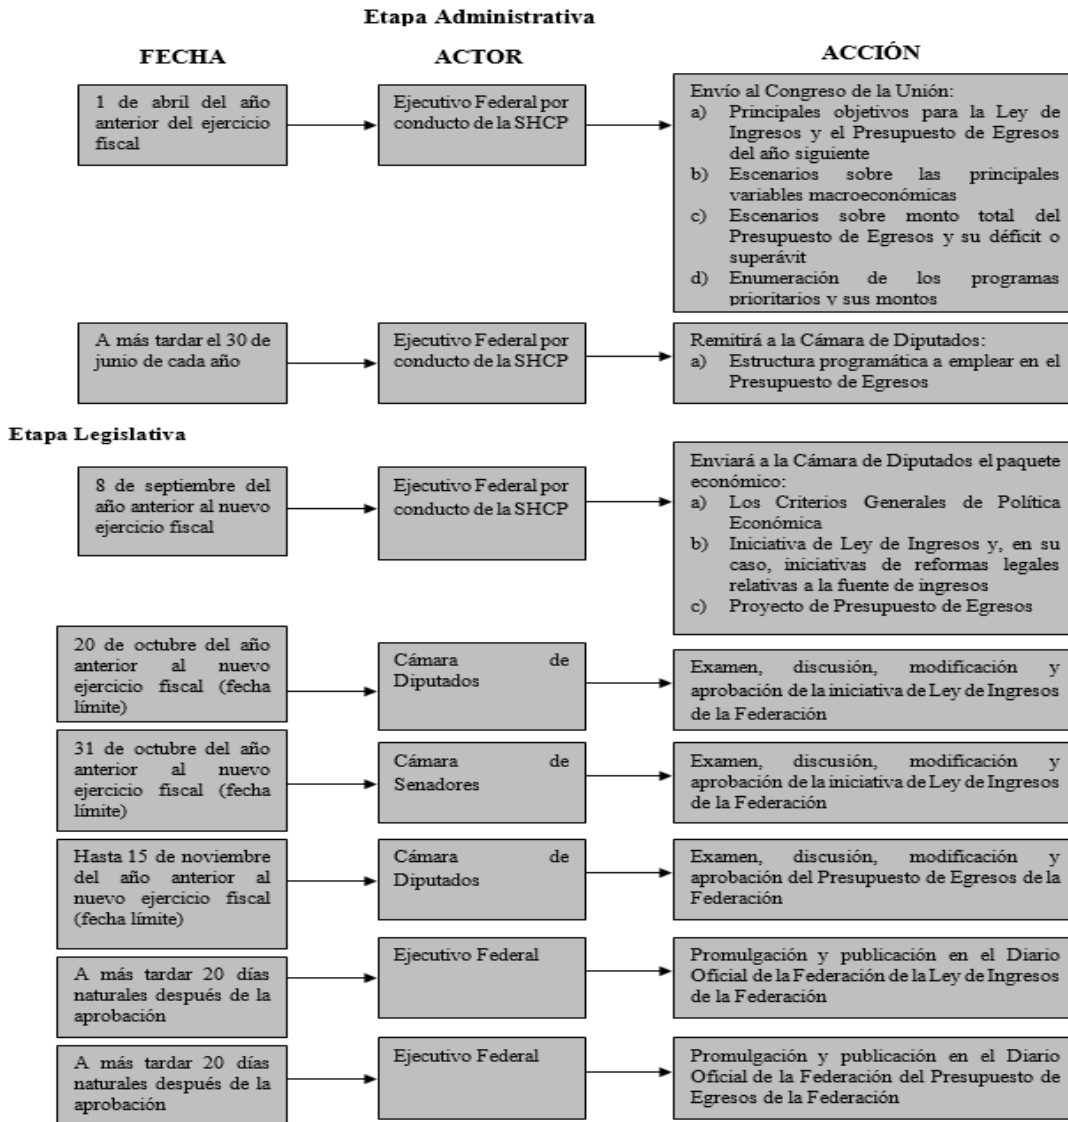 Etapa Administrativa
FECHA
ACTOR
ACCIÓN
1 de abril del año
anterior del ejercicio
fiscal
Ejecutivo Federal por
conducto de la SHCP
Envío al Congreso de la Unión:
a) Principales objetivos para la Ley de
Ingresos y el Presupuesto de Egresos
del año siguiente
b) Escenarios sobre las principales
variables macroeconómicas
c) Escenarios sobre monto total del
Presupuesto de Egresos y su déficit o
superávit
d) Enumeración de los programas
prioritarios y sus montos
A más tardar el 30 de
junio de cada año
Ejecutivo Federal por
conducto de la SHCP
Remitirá a la Cámara de Diputados:
a) Estructura programática a emplear en el
Presupuesto de Egresos
Etapa Legislativa
8 de septiembre del
año anterior al nuevo
ejercicio fiscal
Ejecutivo Federal por
conducto de la SHCP
Enviará a la Cámara de Diputados el paquete
económico:
a) Los Criterios Generales de Política
Económica
b) Iniciativa de Ley de Ingresos y, en su
caso, iniciativas de reformas legales
relativas a la fuente de ingresos
c) Proyecto de Presupuesto de Egresos
20 de octubre del año
anterior al nuevo
ejercicio fiscal (fecha
límite)
Cámara de
Diputados
Examen, discusión, modificación y
aprobación de la iniciativa de Ley de Ingresos
de la Federación
31 de octubre del año
anterior al nuevo
ejercicio fiscal (fecha
límite)
Cámara de
Senadores
Examen, discusión, modificación y
aprobación de la iniciativa de Ley de Ingresos
de la Federación
Hasta 15 de noviembre
del año anterior al
nuevo ejercicio fiscal
(fecha límite)
Cámara de
Diputados
Examen, discusión, modificación y
aprobación del Presupuesto de Egresos de la
Federación
A más tardar 20 días
naturales después de la
aprobación
Ejecutivo Federal
Promulgación y publicación en el Diario
Oficial de la Federación de la Ley de Ingresos
de la Federación
A más tardar 20 días
naturales después de la
aprobación
Ejecutivo Federal
Promulgación y publicación en el Diario
Oficial de la Federación del Presupuesto de
Egresos de la Federación